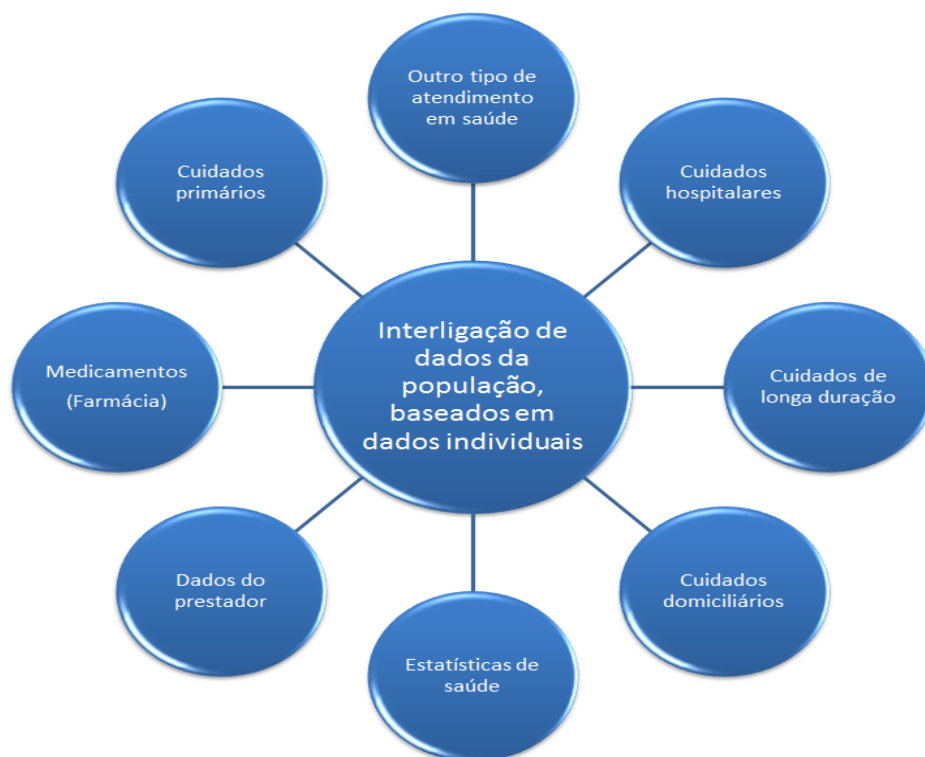 Outro tipo de
atendimento
em saúde
Cuidados
primários
Cuidados
hospitalares
Interligação de
dados da
população,
baseados em
dados individuais
Medicamentos
(Farmácia)
Cuidados de
longa duração
Dados do
prestador
Cuidados
domiciliários
Estatísticas de
saúde